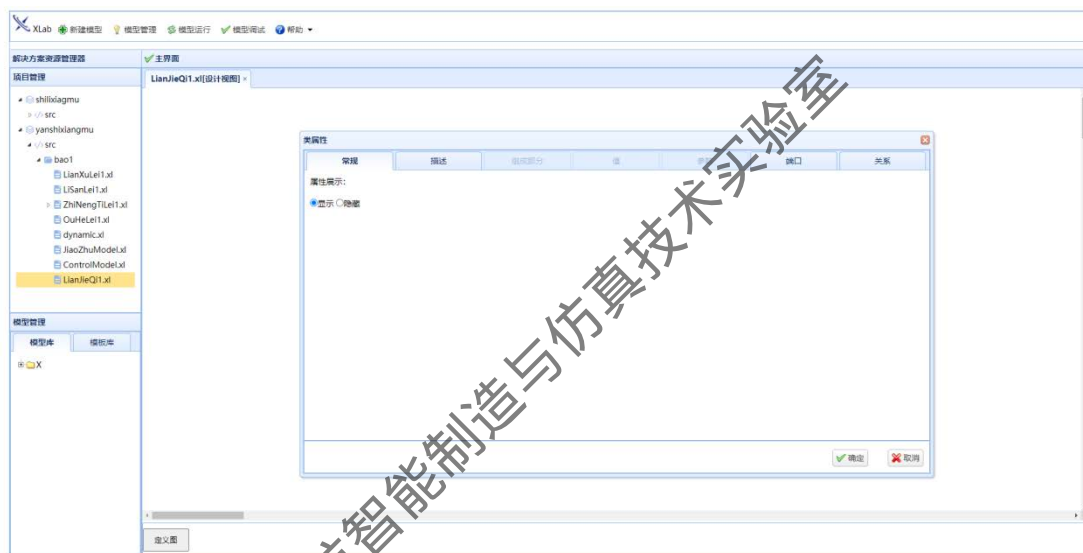 XLab 新建模型 模型管理 模型运行 模型调试 帮助
解决方案资源管理器 主界面
项目管理 LianJieQi1.xl[设计视图] ×
shilixiagmu
src
yanshixiangmu
src
bao1
LianXuLei1.xl
LiSanLei1.xl
ZhiNengTiLei1.xl
OuHeLei1.xl
dynamic.xl
JiaoZhuModel.xl
ControlModel.xl
LianJieQi1.xl
类属性
常规 描述 组成部分 值 端口 关系
属性展示:
显示 隐藏
模型管理
模型库 模板库
X
确定 取消
定义图
智能制造与仿真技术实验室